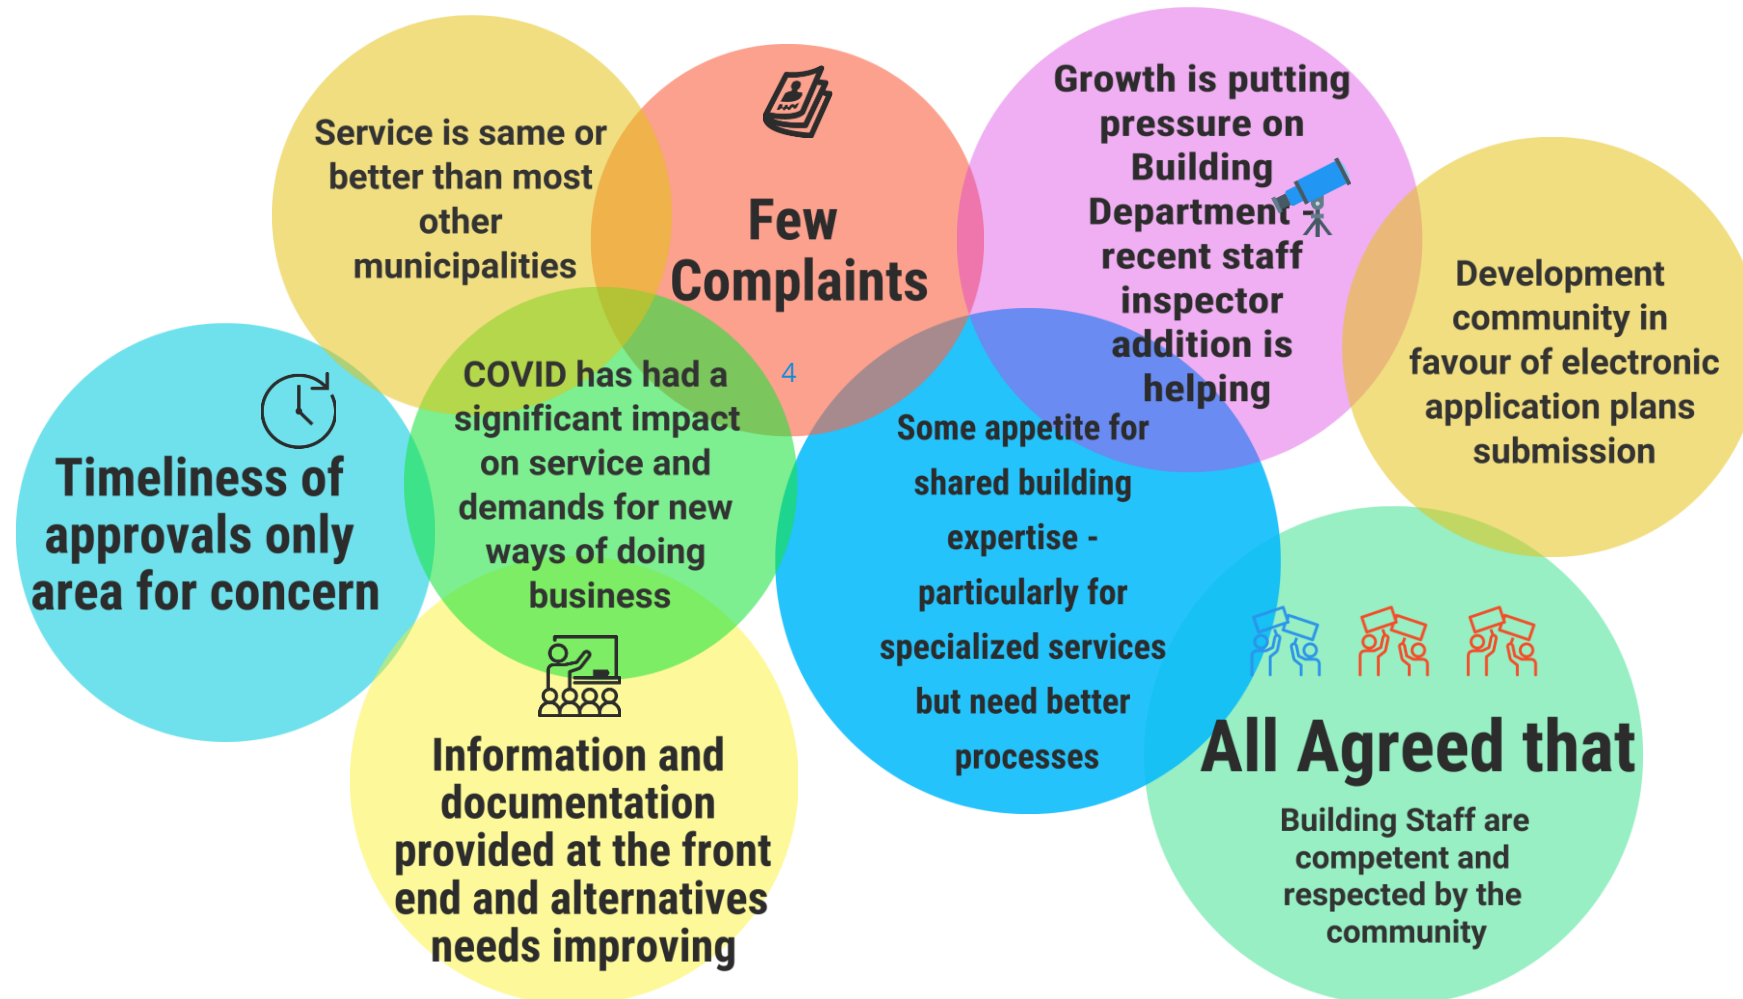 Service is same or
better than most
other
municipalities
Few
Complaints
4
Growth is putting
pressure on
Building
Department -
recent staff
inspector
addition is
helping
Development
community in
favour of electronic
application plans
submission
Timeliness of
approvals only
area for concern
COVID has had a
significant impact
on service and
demands for new
ways of doing
business
Some appetite for
shared building
expertise -
particularly for
specialized services
but need better
processes
Information and
documentation
provided at the front
end and alternatives
needs improving
All Agreed that
Building Staff are
competent and
respected by the
community